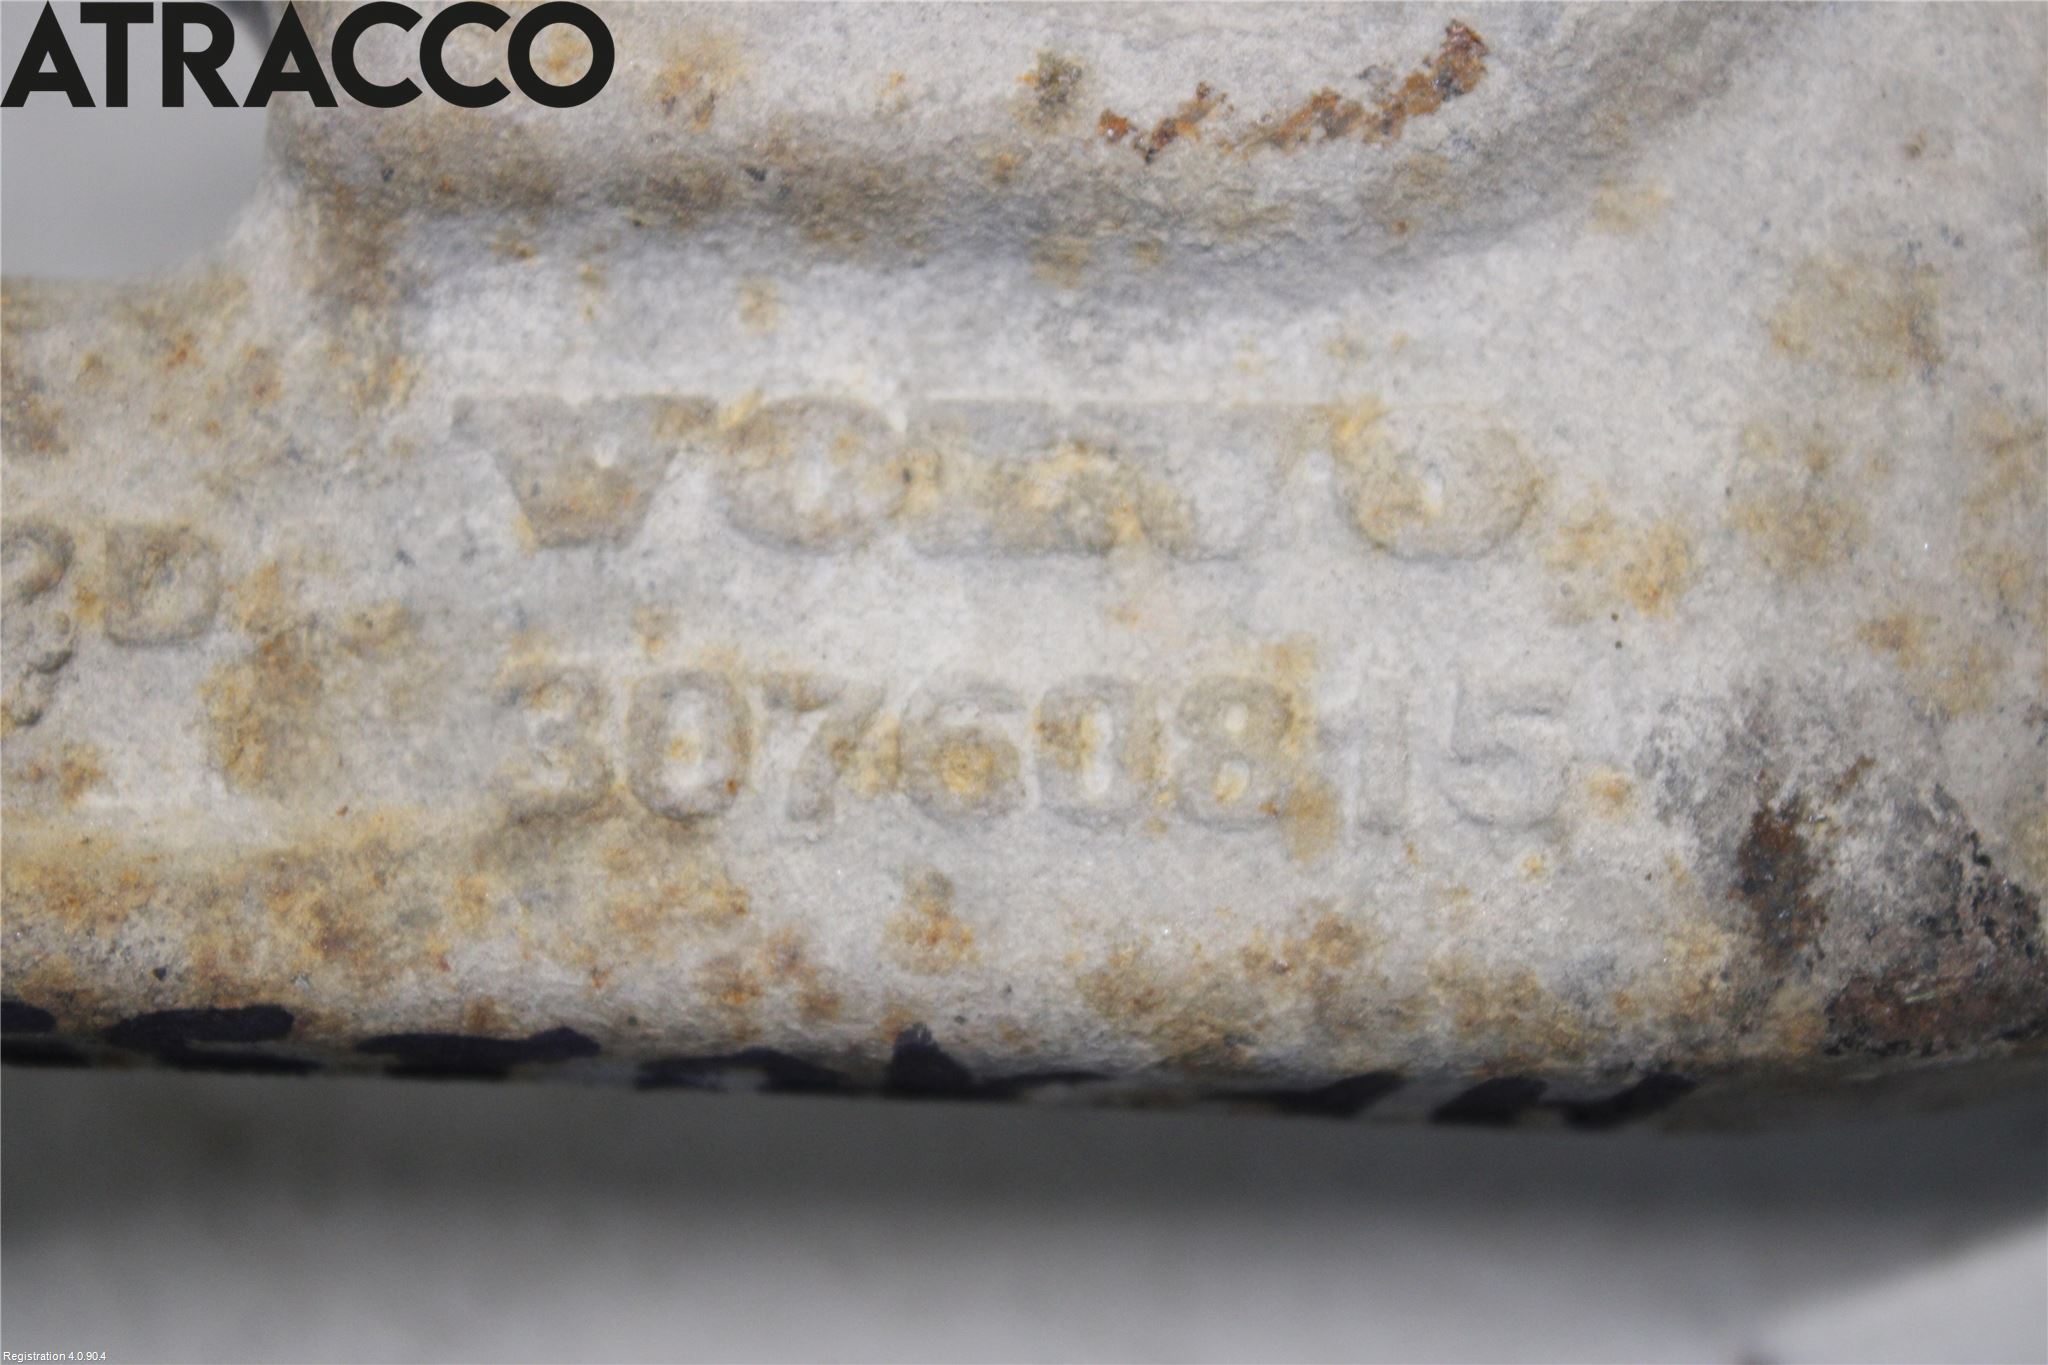 ATRACCO
VOLVO
30760815
Registration 4.0.90.4